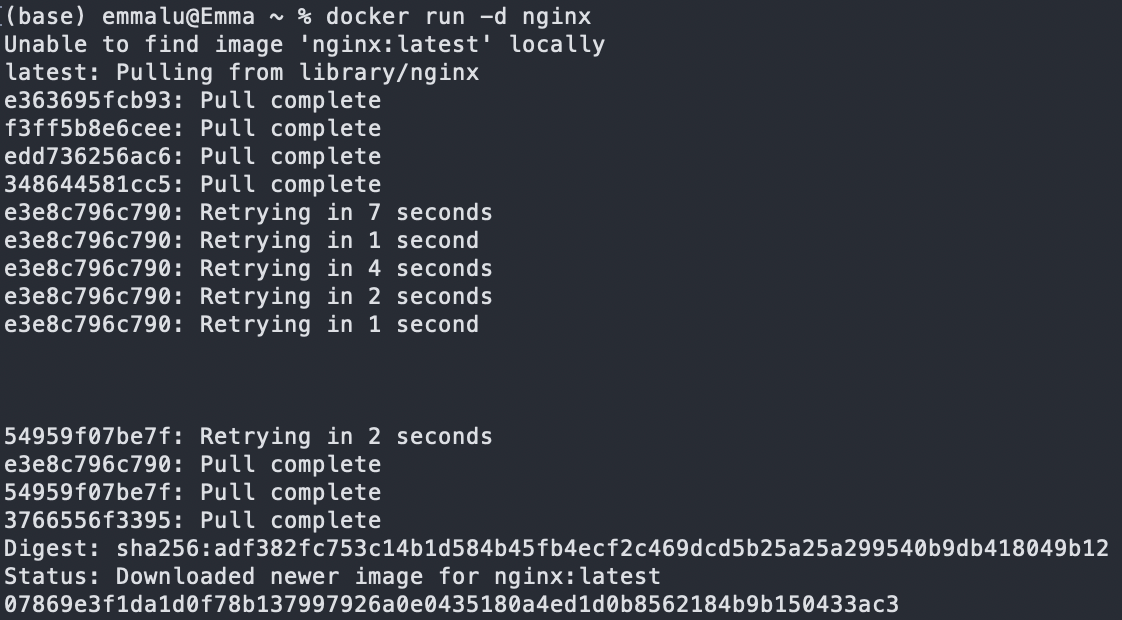 (base) emmalu@Emma ~ % docker run -d nginx
Unable to find image 'nginx:latest' locally
latest: Pulling from library/nginx
e363695fcb93: Pull complete
f3ff5b8e6cee: Pull complete
edd736256ac6: Pull complete
348644581cc5: Pull complete
e3e8c796c790: Retrying in 7 seconds
e3e8c796c790: Retrying in 1 second
e3e8c796c790: Retrying in 4 seconds
e3e8c796c790: Retrying in 2 seconds
e3e8c796c790: Retrying in 1 second
54959f07be7f: Retrying in 2 seconds
e3e8c796c790: Pull complete
54959f07be7f: Pull complete
3766556f3395: Pull complete
Digest: sha256:adf382fc753c14b1d584b45fb4ecf2c469dcd5b25a25a299540b9db418049b12
Status: Downloaded newer image for nginx:latest
07869e3f1da1d0f78b137997926a0e0435180a4ed1d0b8562184b9b150433ac3